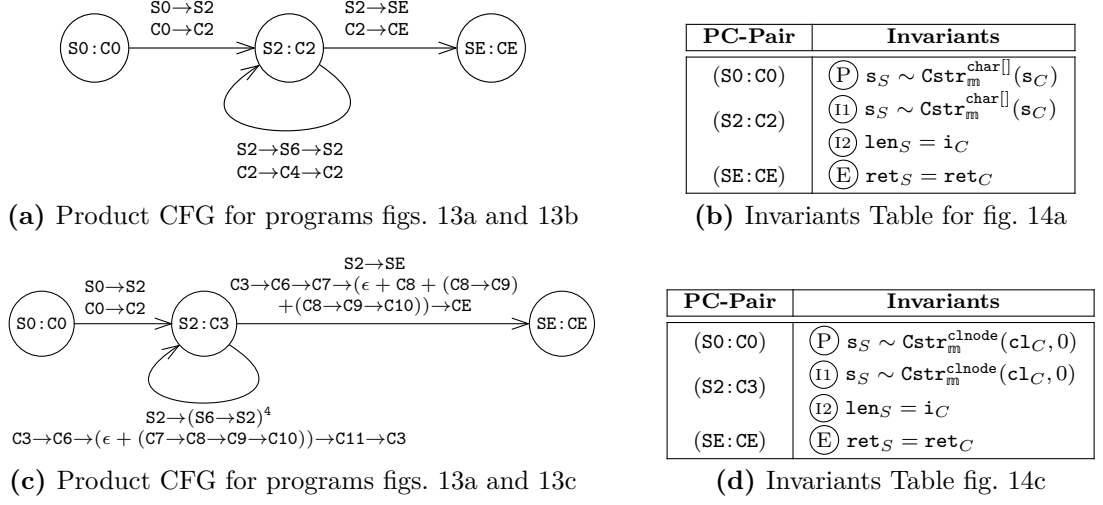 S0→S2
C0→C2
S2→SE
C2→CE
S0:C0
S2:C2
SE:CE
S2→S6→S2
C2→C4→C2
(a) Product CFG for programs figs. 13a and 13b
PC-Pair Invariants
(S0:C0) Ⓟ s_S ∼ Cstr_𝕞^char[](s_C)
(S2:C2) (I1) s_S ∼ Cstr_𝕞^char[](s_C)
(I2) len_S = i_C
(SE:CE) Ⓔ ret_S = ret_C
(b) Invariants Table for fig. 14a
S0→S2
C0→C2
S2→SE
C3→C6→C7→(ϵ + C8 + (C8→C9)
+(C8→C9→C10))→CE
S0:C0
S2:C3
SE:CE
S2→(S6→S2)^4
C3→C6→(ϵ + (C7→C8→C9→C10))→C11→C3
(c) Product CFG for programs figs. 13a and 13c
PC-Pair Invariants
(S0:C0) Ⓟ s_S ∼ Cstr_𝕞^clnode(cl_C, 0)
(S2:C3) (I1) s_S ∼ Cstr_𝕞^clnode(cl_C, 0)
(I2) len_S = i_C
(SE:CE) Ⓔ ret_S = ret_C
(d) Invariants Table fig. 14c